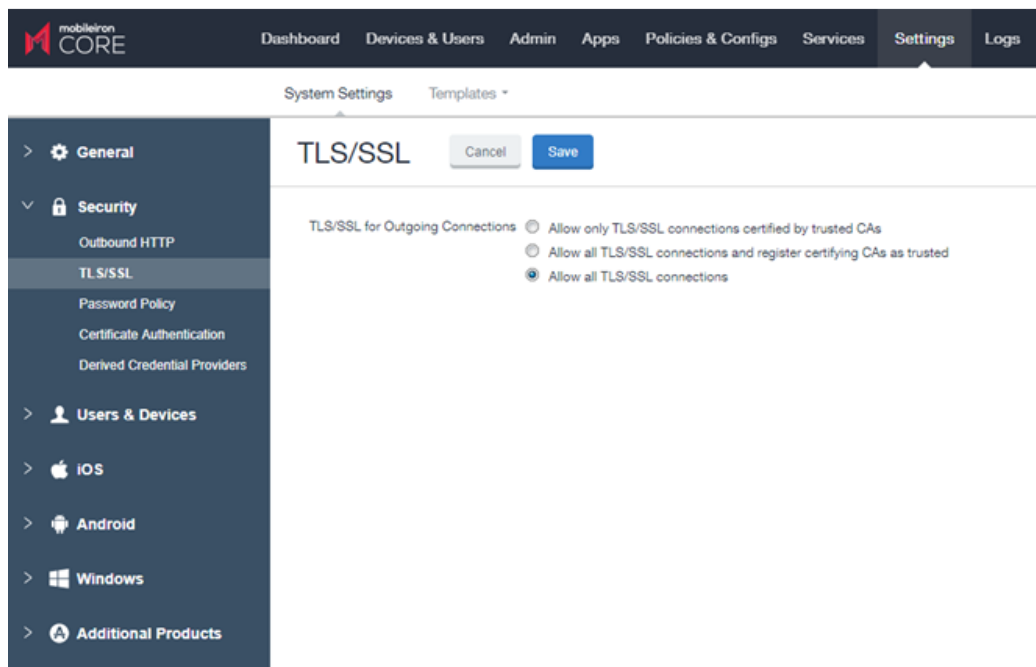 mobileiron
CORE
Dashboard Devices & Users Admin Apps Policies & Configs Services Settings Logs
System Settings Templates
General
Security
Outbound HTTP
TLS/SSL
Password Policy
Certificate Authentication
Derived Credential Providers
Users & Devices
iOS
Android
Windows
Additional Products
TLS/SSL Cancel Save
TLS/SSL for Outgoing Connections Allow only TLS/SSL connections certified by trusted CAs
Allow all TLS/SSL connections and register certifying CAs as trusted
Allow all TLS/SSL connections